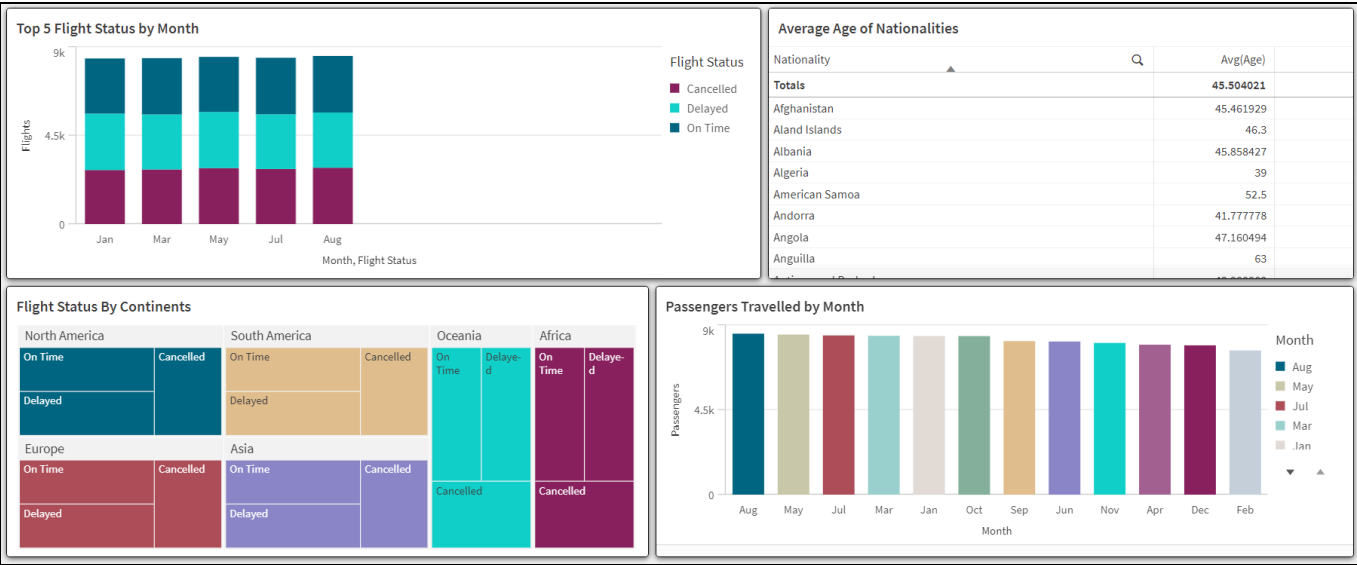 Top 5 Flight Status by Month
9k
4.5k
0
Flights
Jan Mar May Jul Aug
Month, Flight Status
Flight Status
Cancelled
Delayed
On Time
Average Age of Nationalities
Nationality Avg(Age)
Totals 45.504021
Afghanistan 45.461929
Aland Islands 46.3
Albania 45.858427
Algeria 39
American Samoa 52.5
Andorra 41.777778
Angola 47.160494
Anguilla 63
Flight Status By Continents
North America South America Oceania Africa
On Time Cancelled On Time Cancelled On Delaye- On Delaye-
Time d Time d
Delayed Delayed
Europe Asia
On Time Cancelled On Time Cancelled
Cancelled Cancelled
Delayed Delayed
Passengers Travelled by Month
9k
4.5k
0
Passengers
Aug May Jul Mar Jan Oct Sep Jun Nov Apr Dec Feb
Month
Month
Aug
May
Jul
Mar
Jan